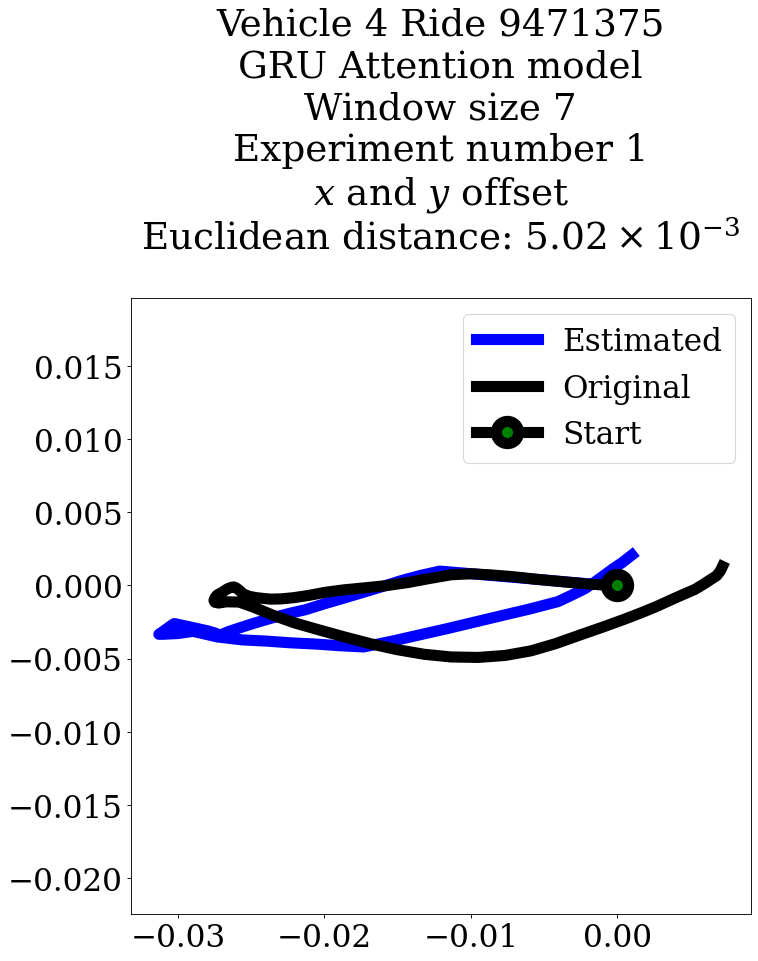 Vehicle 4 Ride 9471375
GRU Attention model
Window size 7
Experiment number 1
x and y offset
Euclidean distance: 5.02 × 10⁻³
Estimated
Original
Start
0.015
0.010
0.005
0.000
−0.005
−0.010
−0.015
−0.020
−0.03 −0.02 −0.01 0.00